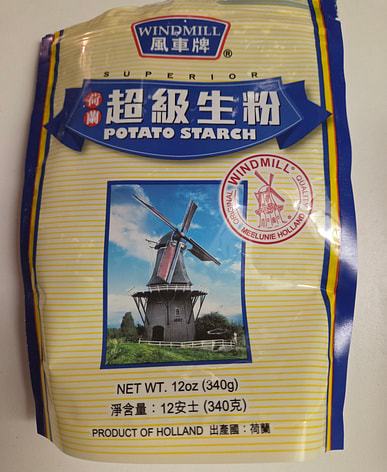 WINDMILL
風車牌
®
SUPERIOR
荷蘭
超級生粉
POTATO STARCH
WINDMILL® QUALITY
ORIGINAL MEELUNIE HOLLAND
NET WT. 12oz (340g)
淨含量：12安士 (340克)
PRODUCT OF HOLLAND 出產國：荷蘭